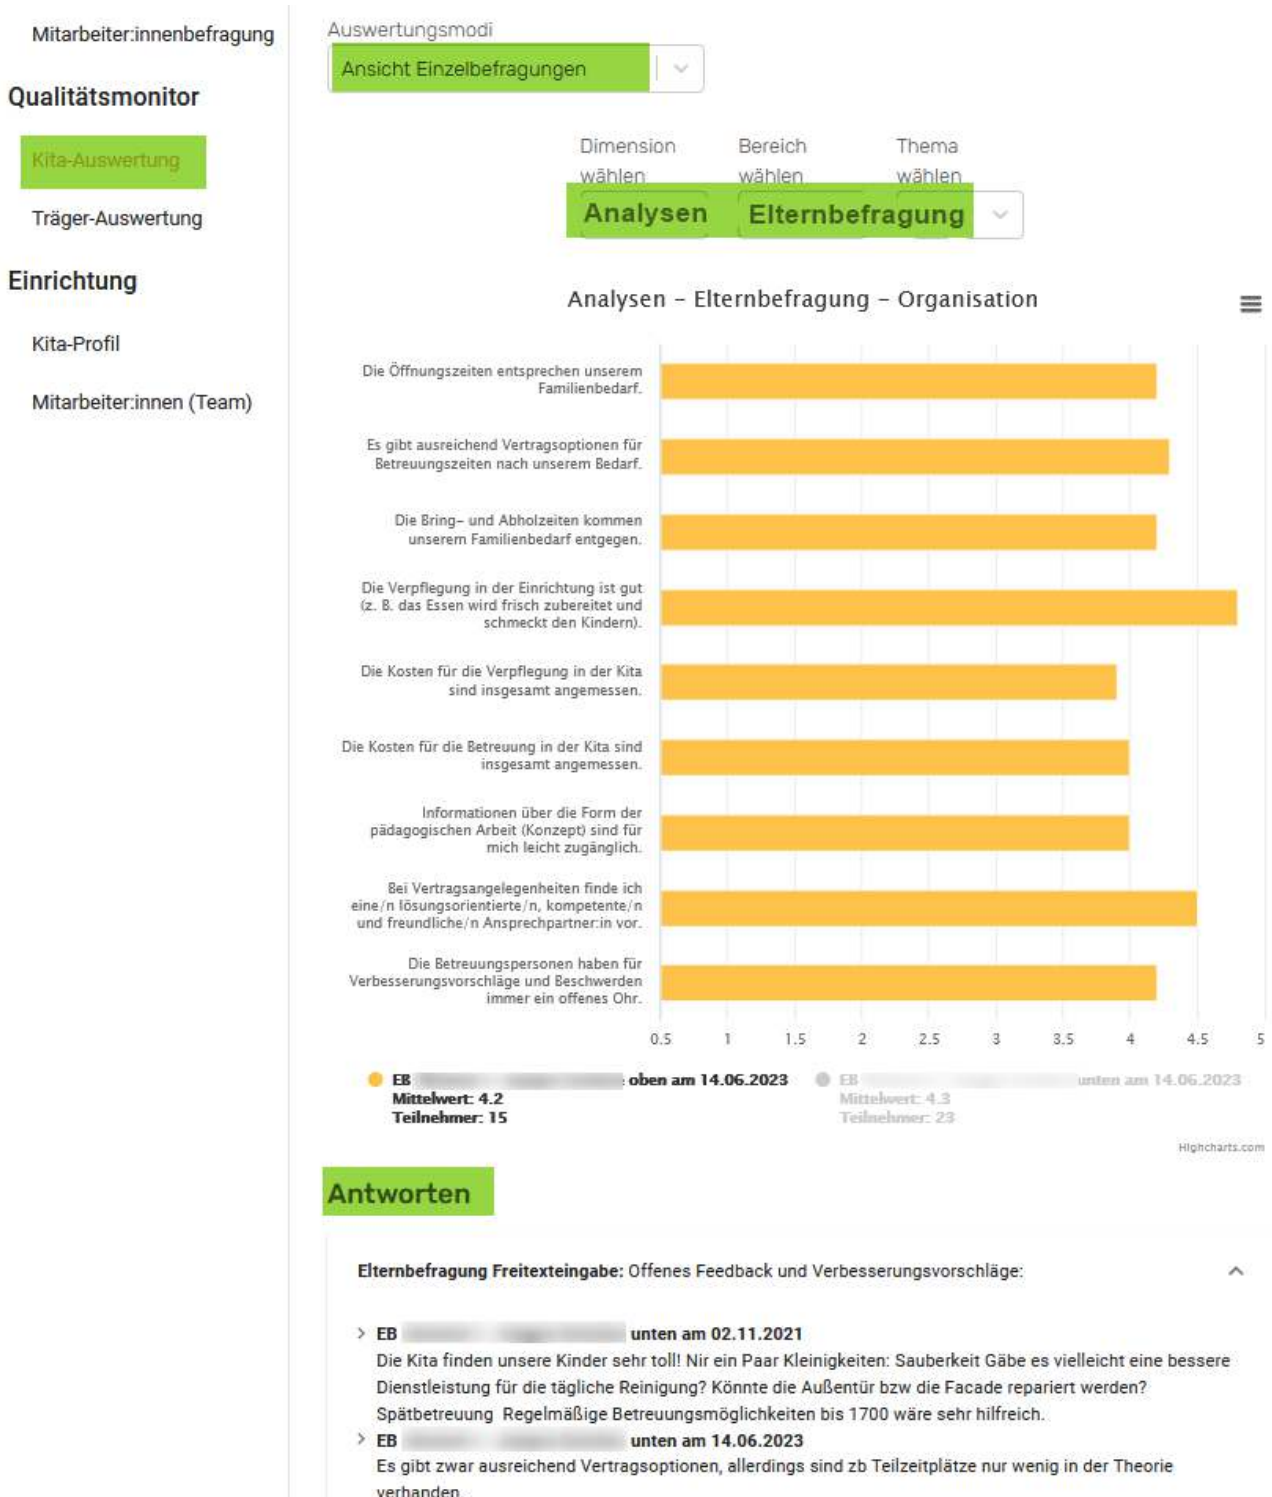 Mitarbeiter:innenbefragung
Qualitätsmonitor
Kita-Auswertung
Träger-Auswertung
Einrichtung
Kita-Profil
Mitarbeiter:innen (Team)
Auswertungsmodi
Ansicht Einzelbefragungen
Dimension wählen
Bereich wählen
Thema wählen
Analysen Elternbefragung
Analysen – Elternbefragung – Organisation
Die Öffnungszeiten entsprechen unserem
Familienbedarf.
Es gibt ausreichend Vertragsoptionen für
Betreuungszeiten nach unserem Bedarf.
Die Bring– und Abholzeiten kommen
unserem Familienbedarf entgegen.
Die Verpflegung in der Einrichtung ist gut
(z. B. das Essen wird frisch zubereitet und
schmeckt den Kindern).
Die Kosten für die Verpflegung in der Kita
sind insgesamt angemessen.
Die Kosten für die Betreuung in der Kita sind
insgesamt angemessen.
Informationen über die Form der
pädagogischen Arbeit (Konzept) sind für
mich leicht zugänglich.
Bei Vertragsangelegenheiten finde ich
eine/n lösungsorientierte/n, kompetente/n
und freundliche/n Ansprechpartner:in vor.
Die Betreuungspersonen haben für
Verbesserungsvorschläge und Beschwerden
immer ein offenes Ohr.
0.5 1 1.5 2 2.5 3 3.5 4 4.5 5
EB oben am 14.06.2023
Mittelwert: 4.2
Teilnehmer: 15
EB unten am 14.06.2023
Mittelwert: 4.3
Teilnehmer: 23
Highcharts.com
Antworten
Elternbefragung Freitexteingabe: Offenes Feedback und Verbesserungsvorschläge:
EB unten am 02.11.2021
Die Kita finden unsere Kinder sehr toll! Nir ein Paar Kleinigkeiten: Sauberkeit Gäbe es vielleicht eine bessere
Dienstleistung für die tägliche Reinigung? Könnte die Außentür bzw die Facade repariert werden?
Spätbetreuung Regelmäßige Betreuungsmöglichkeiten bis 1700 wäre sehr hilfreich.
EB unten am 14.06.2023
Es gibt zwar ausreichend Vertragsoptionen, allerdings sind zb Teilzeitplätze nur wenig in der Theorie
verhanden.